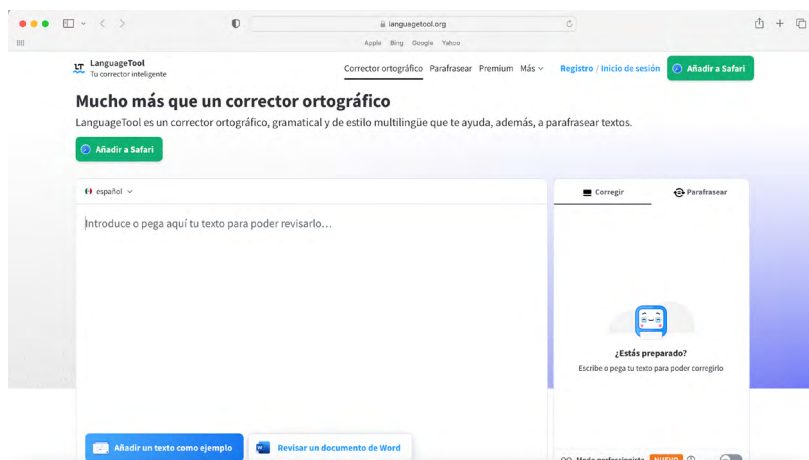 languagetool.org
Apple Bing Google Yahoo
LanguageTool
Tu corrector inteligente
Corrector ortográfico Parafrasear Premium Más Registro / Inicio de sesión Añadir a Safari
Mucho más que un corrector ortográfico
LanguageTool es un corrector ortográfico, gramatical y de estilo multilingüe que te ayuda, además, a parafrasear textos.
Añadir a Safari
español
Corregir Parafrasear
Introduce o pega aquí tu texto para poder revisarlo…
¿Estás preparado?
Escribe o pega tu texto para poder corregirlo
Añadir un texto como ejemplo Revisar un documento de Word
Modo perfeccionista NUEVO